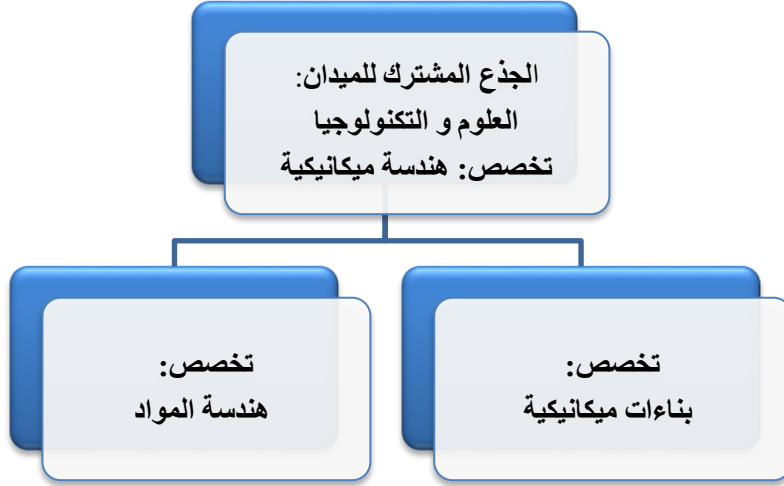 الجذع المشترك للميدان:
العلوم و التكنولوجيا
تخصص: هندسة ميكانيكية
تخصص:
بناءات ميكانيكية
تخصص:
هندسة المواد